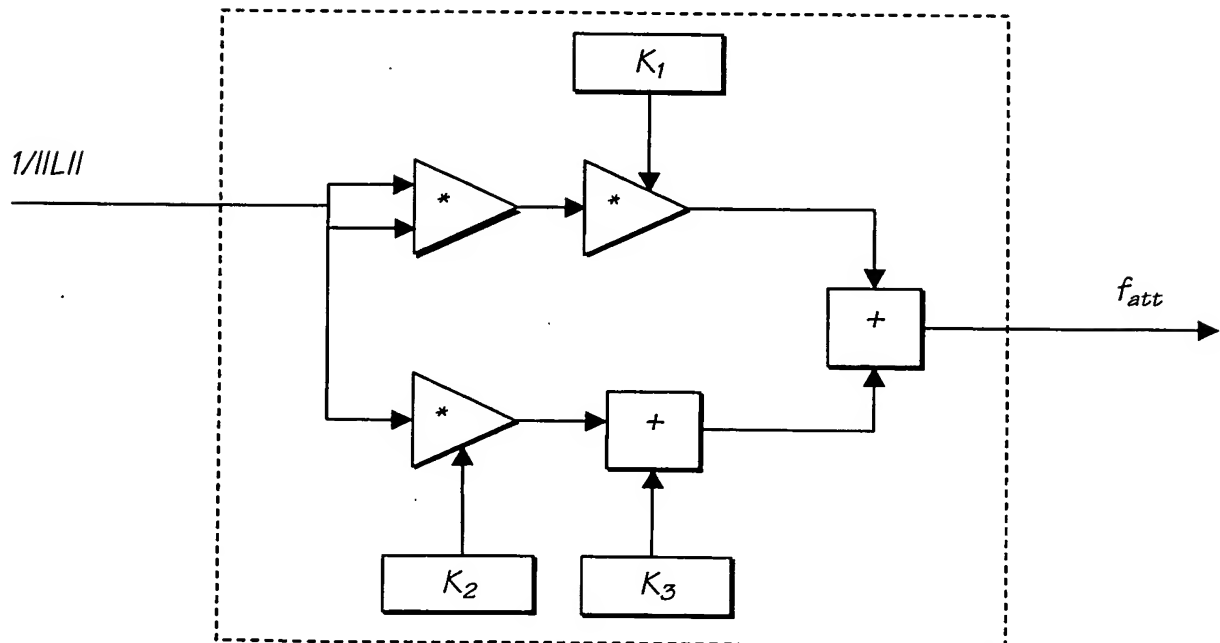 K₁
1/||L||
*
*
+
f_att
*
+
K₂
K₃